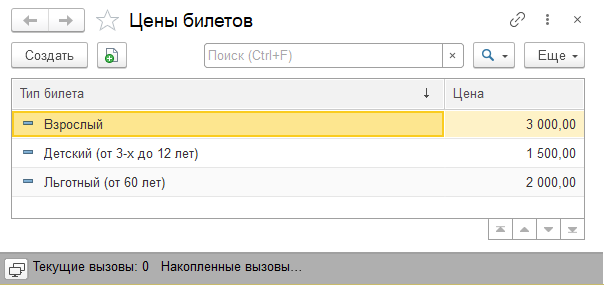 Цены билетов
Создать
Поиск (Ctrl+F)
×
Еще
Тип билета ↓ Цена
Взрослый 3 000,00
Детский (от 3-х до 12 лет) 1 500,00
Льготный (от 60 лет) 2 000,00
Текущие вызовы: 0 Накопленные вызовы...